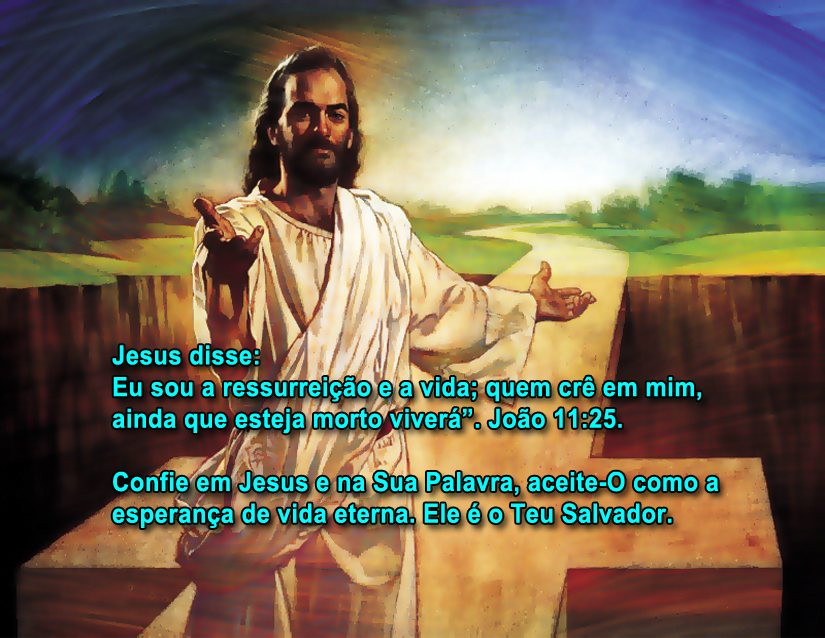 Jesus disse:
Eu sou a ressurreição e a vida; quem crê em mim,
ainda que esteja morto viverá”. João 11:25.
Confie em Jesus e na Sua Palavra, aceite-O como a
esperança de vida eterna. Ele é o Teu Salvador.